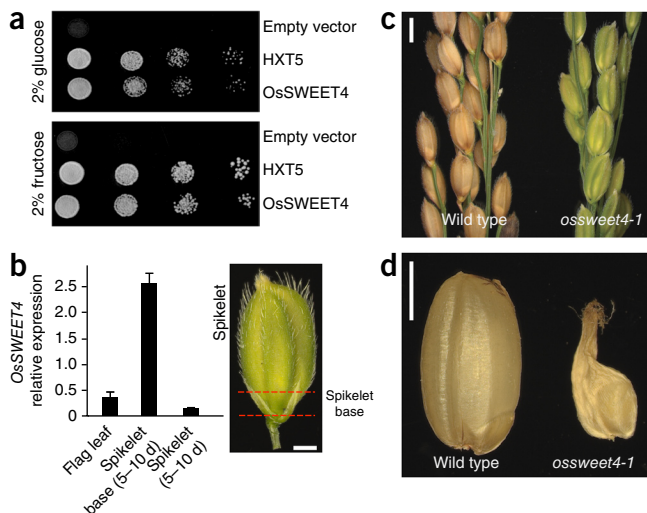 a
2% glucose
Empty vector
HXT5
OsSWEET4
2% fructose
Empty vector
HXT5
OsSWEET4
b
OsSWEET4
relative expression
2.5
2.0
1.5
1.0
0.5
0
Flag leaf
Spikelet
base (5–10 d)
Spikelet
(5–10 d)
Spikelet
Spikelet
base
c
Wild type
ossweet4-1
d
Wild type
ossweet4-1